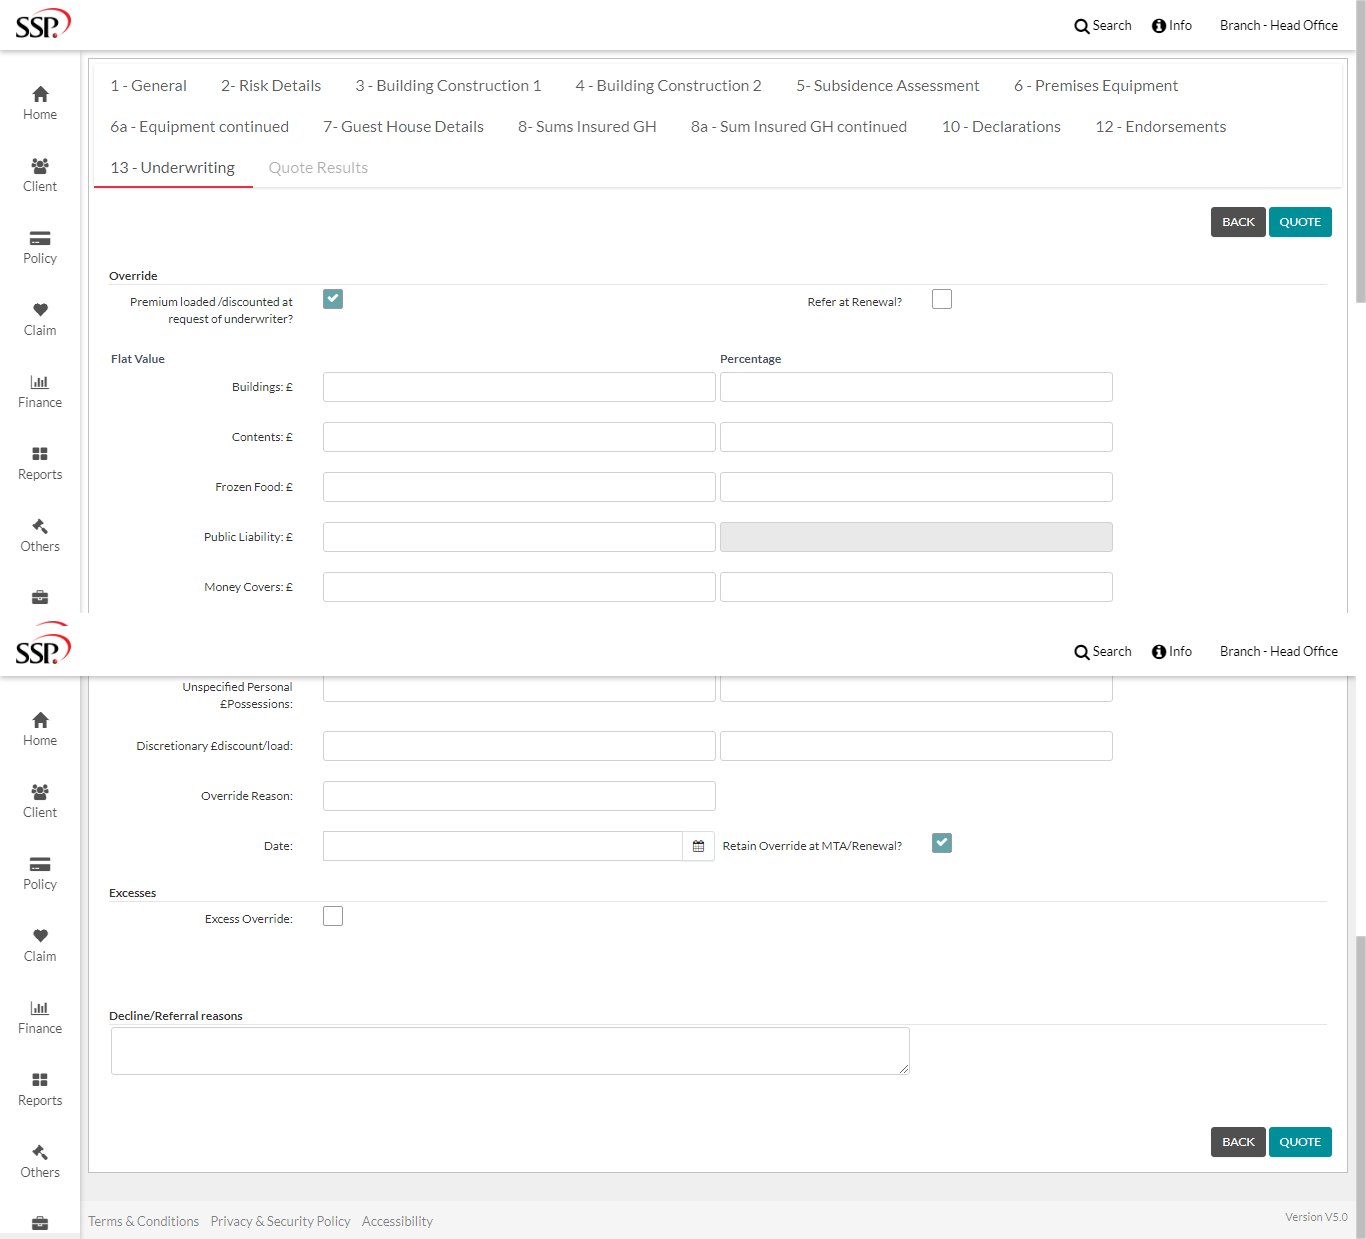 SSP.
Search
Info
Branch - Head Office
Home
Client
Policy
Claim
Finance
Reports
Others
1 - General
2- Risk Details
3 - Building Construction 1
4 - Building Construction 2
5- Subsidence Assessment
6 - Premises Equipment
6a - Equipment continued
7- Guest House Details
8- Sums Insured GH
8a - Sum Insured GH continued
10 - Declarations
12 - Endorsements
13 - Underwriting
Quote Results
BACK
QUOTE
Override
Premium loaded /discounted at
request of underwriter?
Refer at Renewal?
Flat Value
Percentage
Buildings: £
Contents: £
Frozen Food: £
Public Liability: £
Money Covers: £
SSP.
Search
Info
Branch - Head Office
Home
Client
Policy
Claim
Finance
Reports
Others
Unspecified Personal
£Possessions:
Discretionary £discount/load:
Override Reason:
Date:
Retain Override at MTA/Renewal?
Excesses
Excess Override:
Decline/Referral reasons
BACK
QUOTE
Terms & Conditions
Privacy & Security Policy
Accessibility
Version V5.0